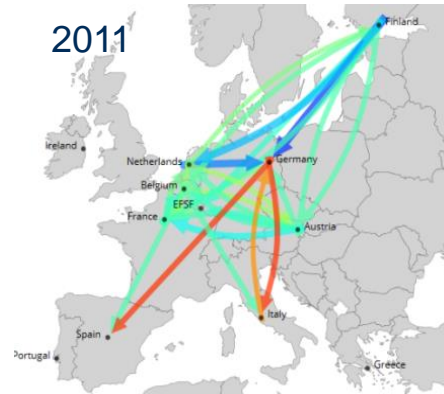 2011
Finland
Ireland
Netherlands
Germany
Belgium
EFSF
France
Austria
Italy
Spain
Portugal
Greece